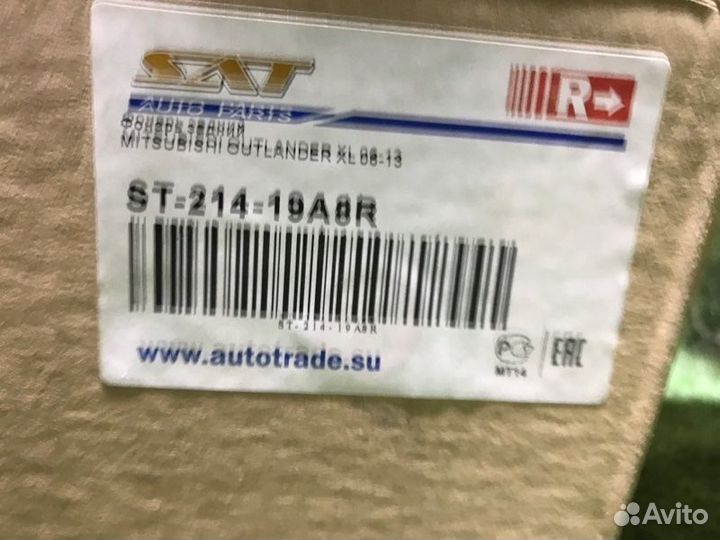 SAT
R→
AUTO PARTS
Фонарь задний
MITSUBISHI OUTLANDER XL 06-13
ST-214-19A8R
ST-214-19A8R
www.autotrade.su
РСТ
МТ14
EAC
Avito